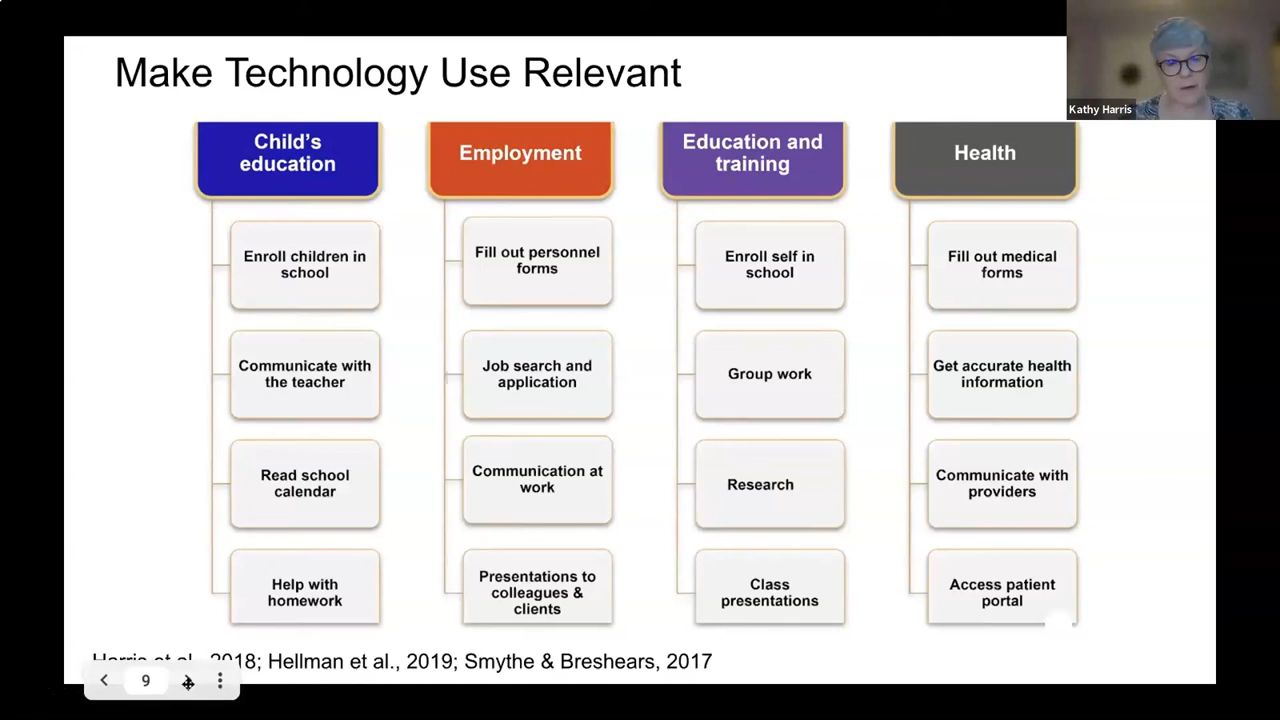 Make Technology Use Relevant
Kathy Harris
Child's
education
Enroll children in
school
Communicate with
the teacher
Read school
calendar
Help with
homework
Employment
Fill out personnel
forms
Job search and
application
Communication at
work
Presentations to
colleagues &
clients
Education and
training
Enroll self in
school
Group work
Research
Class
presentations
Health
Fill out medical
forms
Get accurate health
information
Communicate with
providers
Access patient
portal
Harris et al., 2018; Hellman et al., 2019; Smythe & Breshears, 2017
9